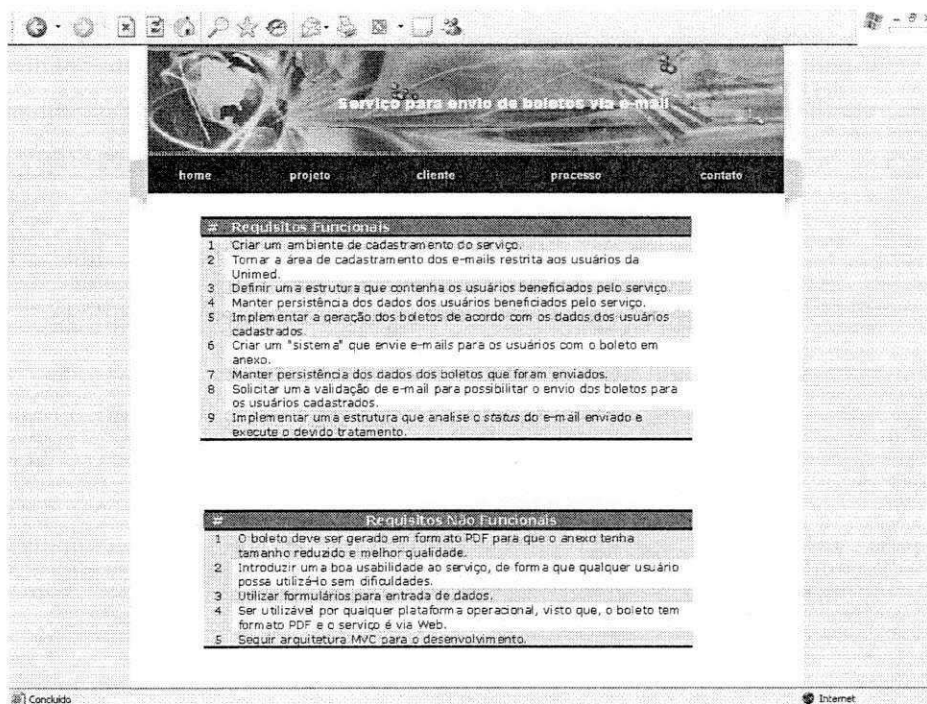 Serviço para envio de boletos via e-mail
home projeto cliente processo contato
# Requisitos Funcionais
1 Criar um ambiente de cadastramento do serviço.
2 Tornar a área de cadastramento dos e-mails restrita aos usuários da
Unimed.
3 Definir uma estrutura que contenha os usuários beneficiados pelo serviço.
4 Manter persistência dos dados dos usuários beneficiados pelo serviço.
5 Implementar a geração dos boletos de acordo com os dados dos usuários
cadastrados.
6 Criar um "sistema" que envie e-mails para os usuários com o boleto em
anexo.
7 Manter persistência dos dados dos boletos que foram enviados.
8 Solicitar uma validação de e-mail para possibilitar o envio dos boletos para
os usuários cadastrados.
9 Implementar uma estrutura que analise o status do e-mail enviado e
execute o devido tratamento.
# Requisitos Não Funcionais
1 O boleto deve ser gerado em formato PDF para que o anexo tenha
tamanho reduzido e melhor qualidade.
2 Introduzir uma boa usabilidade ao serviço, de forma que qualquer usuário
possa utilizá-lo sem dificuldades.
3 Utilizar formulários para entrada de dados.
4 Ser utilizável por qualquer plataforma operacional, visto que, o boleto tem
formato PDF e o serviço é via Web.
5 Seguir arquitetura MVC para o desenvolvimento.
Concluído Internet